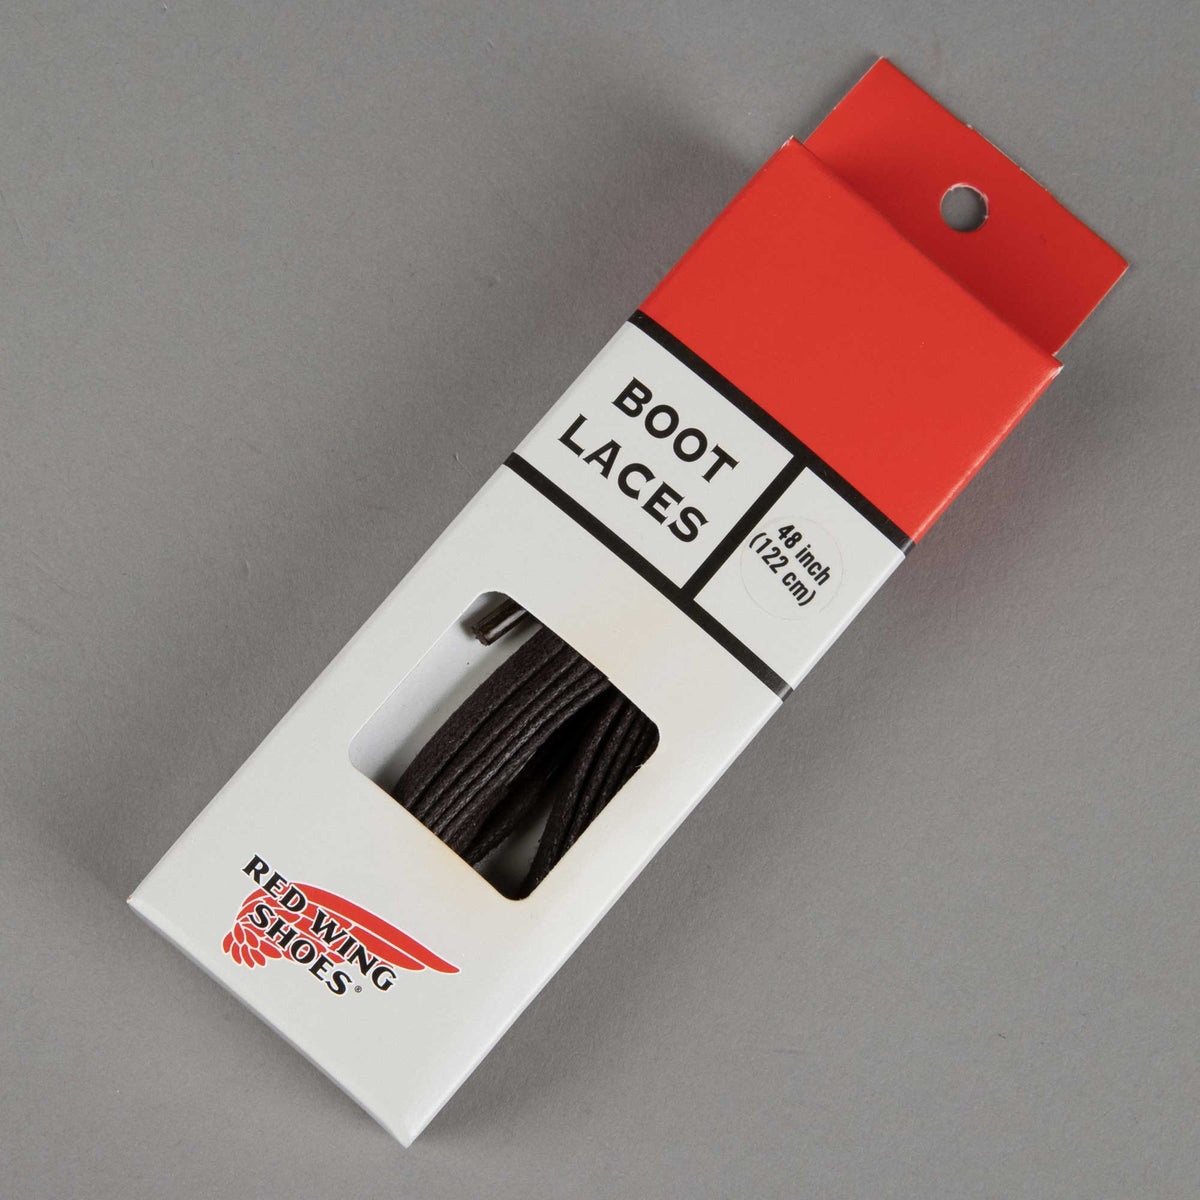 BOOT
LACES
48 inch
(122 cm)
RED WING
SHOES®